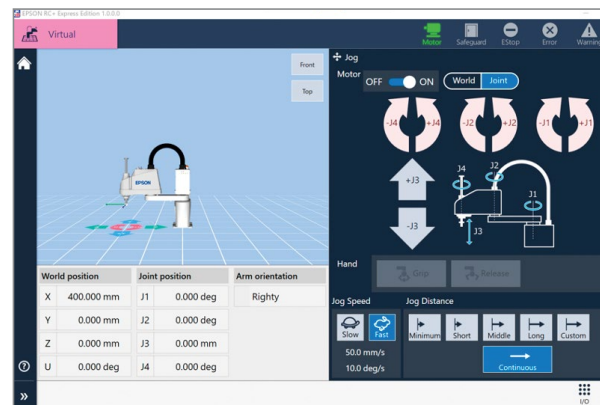 EPSON RC+ Express Edition 1.0.0.0
Virtual
Motor Safeguard EStop Error Warning
Front
Top
EPSON
Jog
Motor OFF ON World Joint
-J4 +J4 -J2 +J2 -J1 +J1
+J3
-J3
J4 J2 J1 J3
Hand Grip Release
World position Joint position Arm orientation
X 400.000 mm J1 0.000 deg Righty
Y 0.000 mm J2 0.000 deg
Z 0.000 mm J3 0.000 mm
U 0.000 deg J4 0.000 deg
Jog Speed Jog Distance
Slow Fast Minimum Short Middle Long Custom
50.0 mm/s
10.0 deg/s
Continuous
I/O